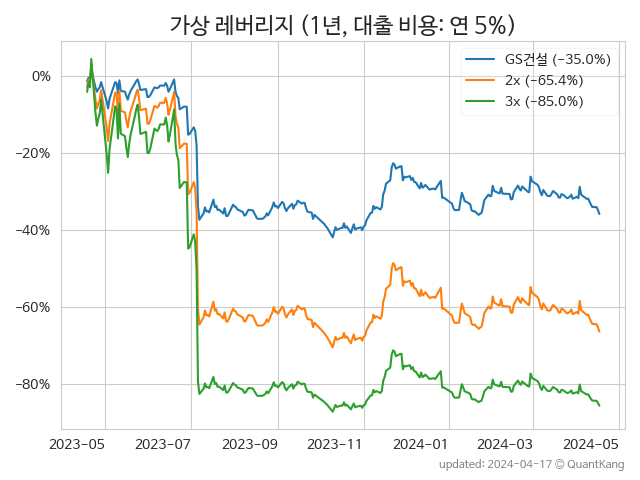 가상 레버리지 (1년, 대출 비용: 연 5%)
GS건설 (−35.0%)
2x (−65.4%)
3x (−85.0%)
0%
−20%
−40%
−60%
−80%
2023-05 2023-07 2023-09 2023-11 2024-01 2024-03 2024-05
updated: 2024-04-17 © QuantKang